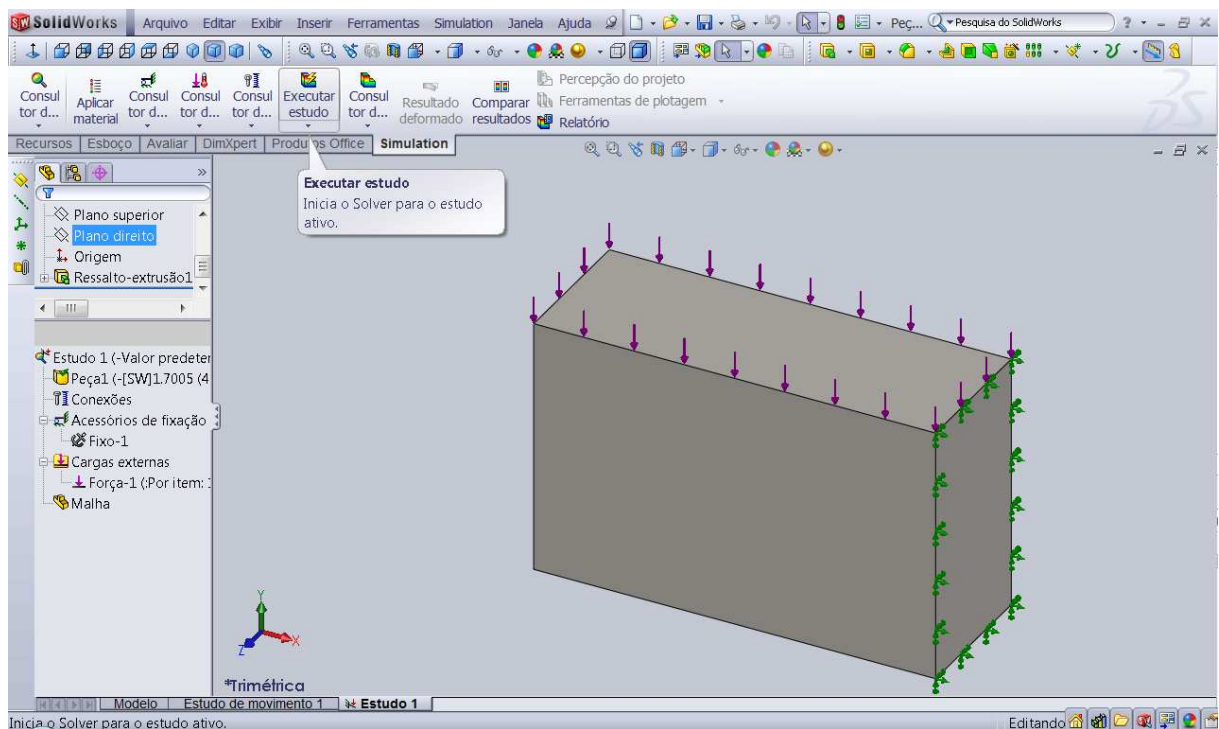 SolidWorks Arquivo Editar Exibir Inserir Ferramentas Simulation Janela Ajuda Peç... Pesquisa do SolidWorks ?
Consul tor d...
Aplicar material
Consul tor d...
Consul tor d...
Consul tor d...
Executar estudo
Consul tor d...
Resultado deformado
Comparar resultados
Percepção do projeto
Ferramentas de plotagem
Relatório
Recursos Esboço Avaliar DimXpert Produtos Office Simulation
Executar estudo
Inicia o Solver para o estudo
ativo.
Plano superior
Plano direito
Origem
Ressalto-extrusão1
Estudo 1 (-Valor predeter
Peça1 (-[SW]1.7005 (4
Conexões
Acessórios de fixação
Fixo-1
Cargas externas
Força-1 (:Por item: 1
Malha
Y
X
Z
*Trimétrica
Modelo Estudo de movimento 1 Estudo 1
Inicia o Solver para o estudo ativo. Editando